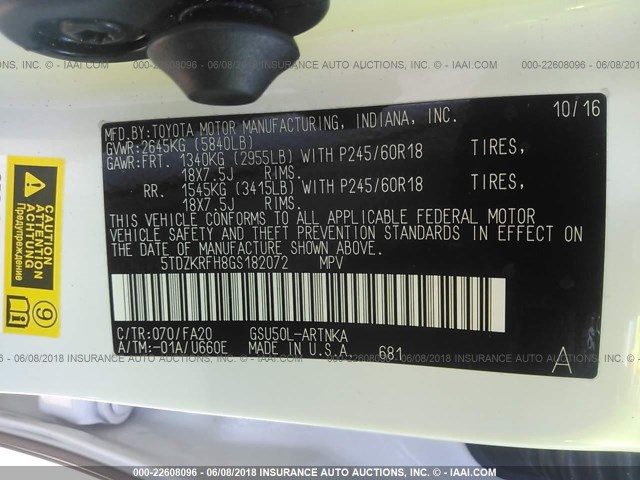 000-22608096 - 06/08/2018 INSURANCE AUTO AUCTIONS, INC. - IAAI.COM
10/16
MFD.BY:TOYOTA MOTOR MANUFACTURING, INDIANA, INC.
GVWR:2645KG (5840LB)
GAWR:FRT. 1340KG (2955LB) WITH P245/60R18 TIRES,
18X7.5J RIMS.
RR. 1545KG (3415LB) WITH P245/60R18 TIRES,
18X7.5J RIMS.
THIS VEHICLE CONFORMS TO ALL APPLICABLE FEDERAL MOTOR
VEHICLE SAFETY AND THEFT PREVENTION STANDARDS IN EFFECT ON
THE DATE OF MANUFACTURE SHOWN ABOVE.
5TDZKRFH8GS182072 MPV
C/TR:070/FA20 GSU50L-ARTNKA
A/TM:-01A/U660E MADE IN U.S.A. 681
A
CAUTION
ATTENTION
ACHTUNG
9
000-22608096 - 06/08/2018 INSURANCE AUTO AUCTIONS, INC. - IAAI.COM
000-22608096 - 06/08/2018 INSURANCE AUTO AUCTIONS, INC. - IAAI.COM